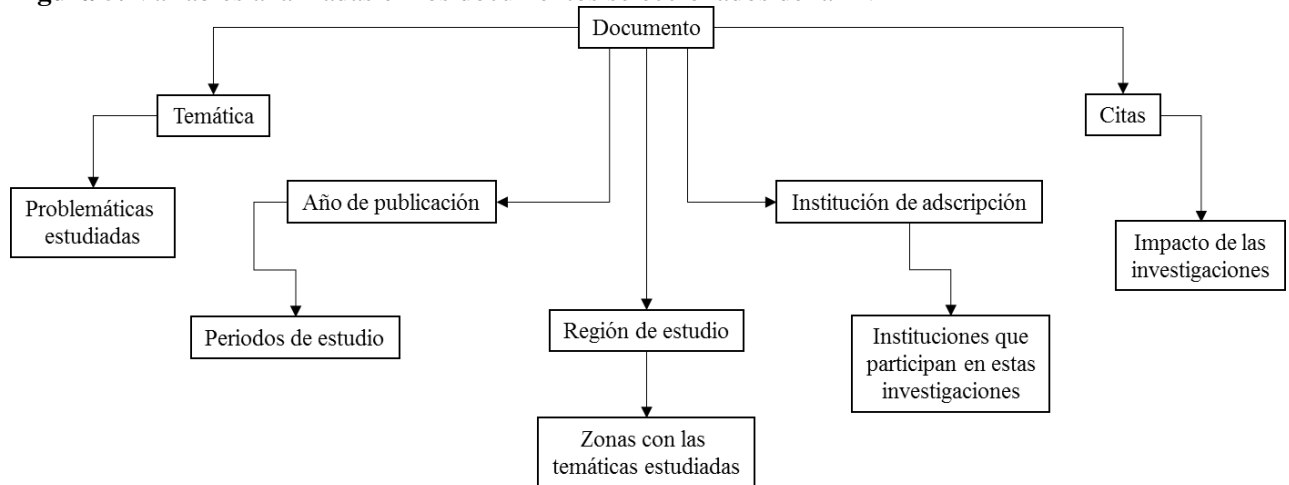 Documento
Temática
Citas
Problemáticas
estudiadas
Año de publicación
Institución de adscripción
Impacto de las
investigaciones
Periodos de estudio
Región de estudio
Instituciones que
participan en estas
investigaciones
Zonas con las
temáticas estudiadas